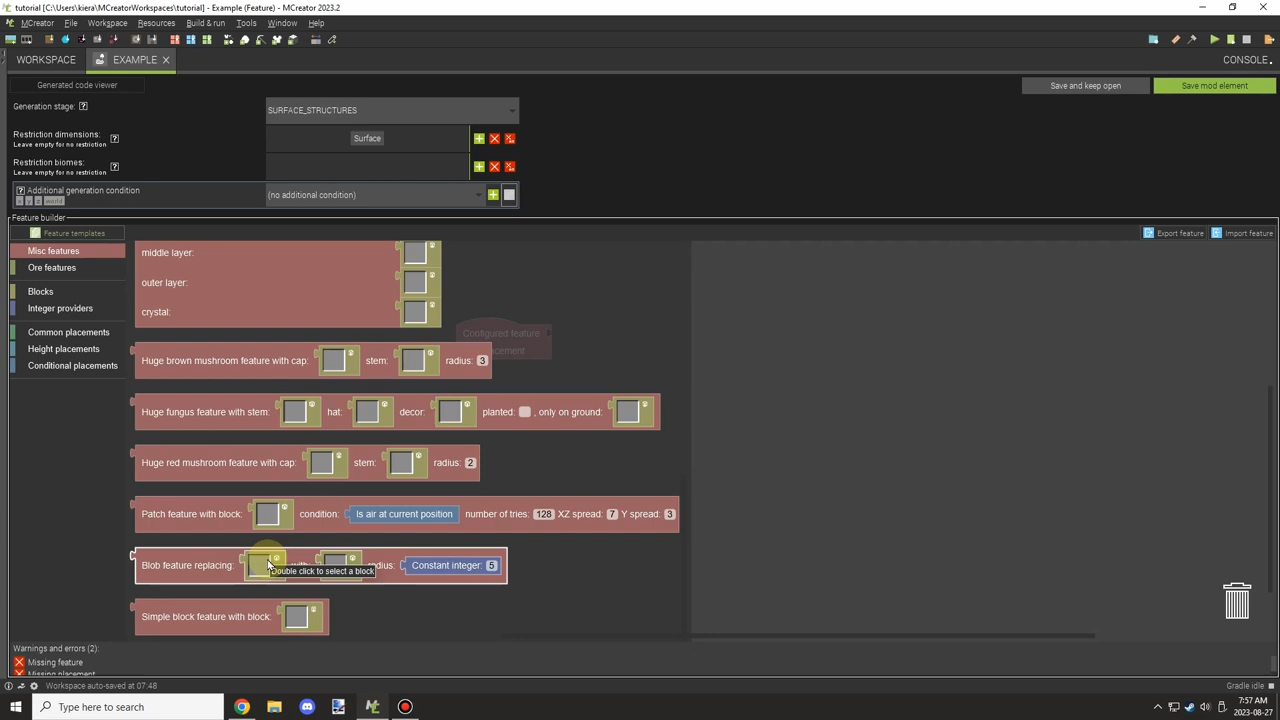 tutorial [C:\Users\kiera\MCreatorWorkspaces\tutorial] - Example (Feature) - MCreator 2023.2
MCreator File Workspace Resources Build & run Tools Window Help
WORKSPACE EXAMPLE CONSOLE
Generated code viewer Save and keep open Save mod element
Generation stage: ? SURFACE_STRUCTURES
Restriction dimensions: ? Surface
Leave empty for no restriction
Restriction biomes: ?
Leave empty for no restriction
? Additional generation condition (no additional condition)
x y z world
Feature builder
Feature templates Export feature Import feature
Misc features
Ore features
Blocks
Integer providers
Common placements
Height placements
Conditional placements
middle layer:
outer layer:
crystal:
Configured feature
Huge brown mushroom feature with cap: stem: radius: 3
Huge fungus feature with stem: hat: decor: planted: , only on ground:
Huge red mushroom feature with cap: stem: radius: 2
Patch feature with block: condition: Is air at current position number of tries: 128 XZ spread: 7 Y spread: 3
Blob feature replacing: with: radius: Constant integer: 5
Double click to select a block
Simple block feature with block:
Warnings and errors (2):
Missing feature
Missing placement
Workspace auto-saved at 07:48 Gradle idle
Type here to search
7:57 AM
2023-08-27